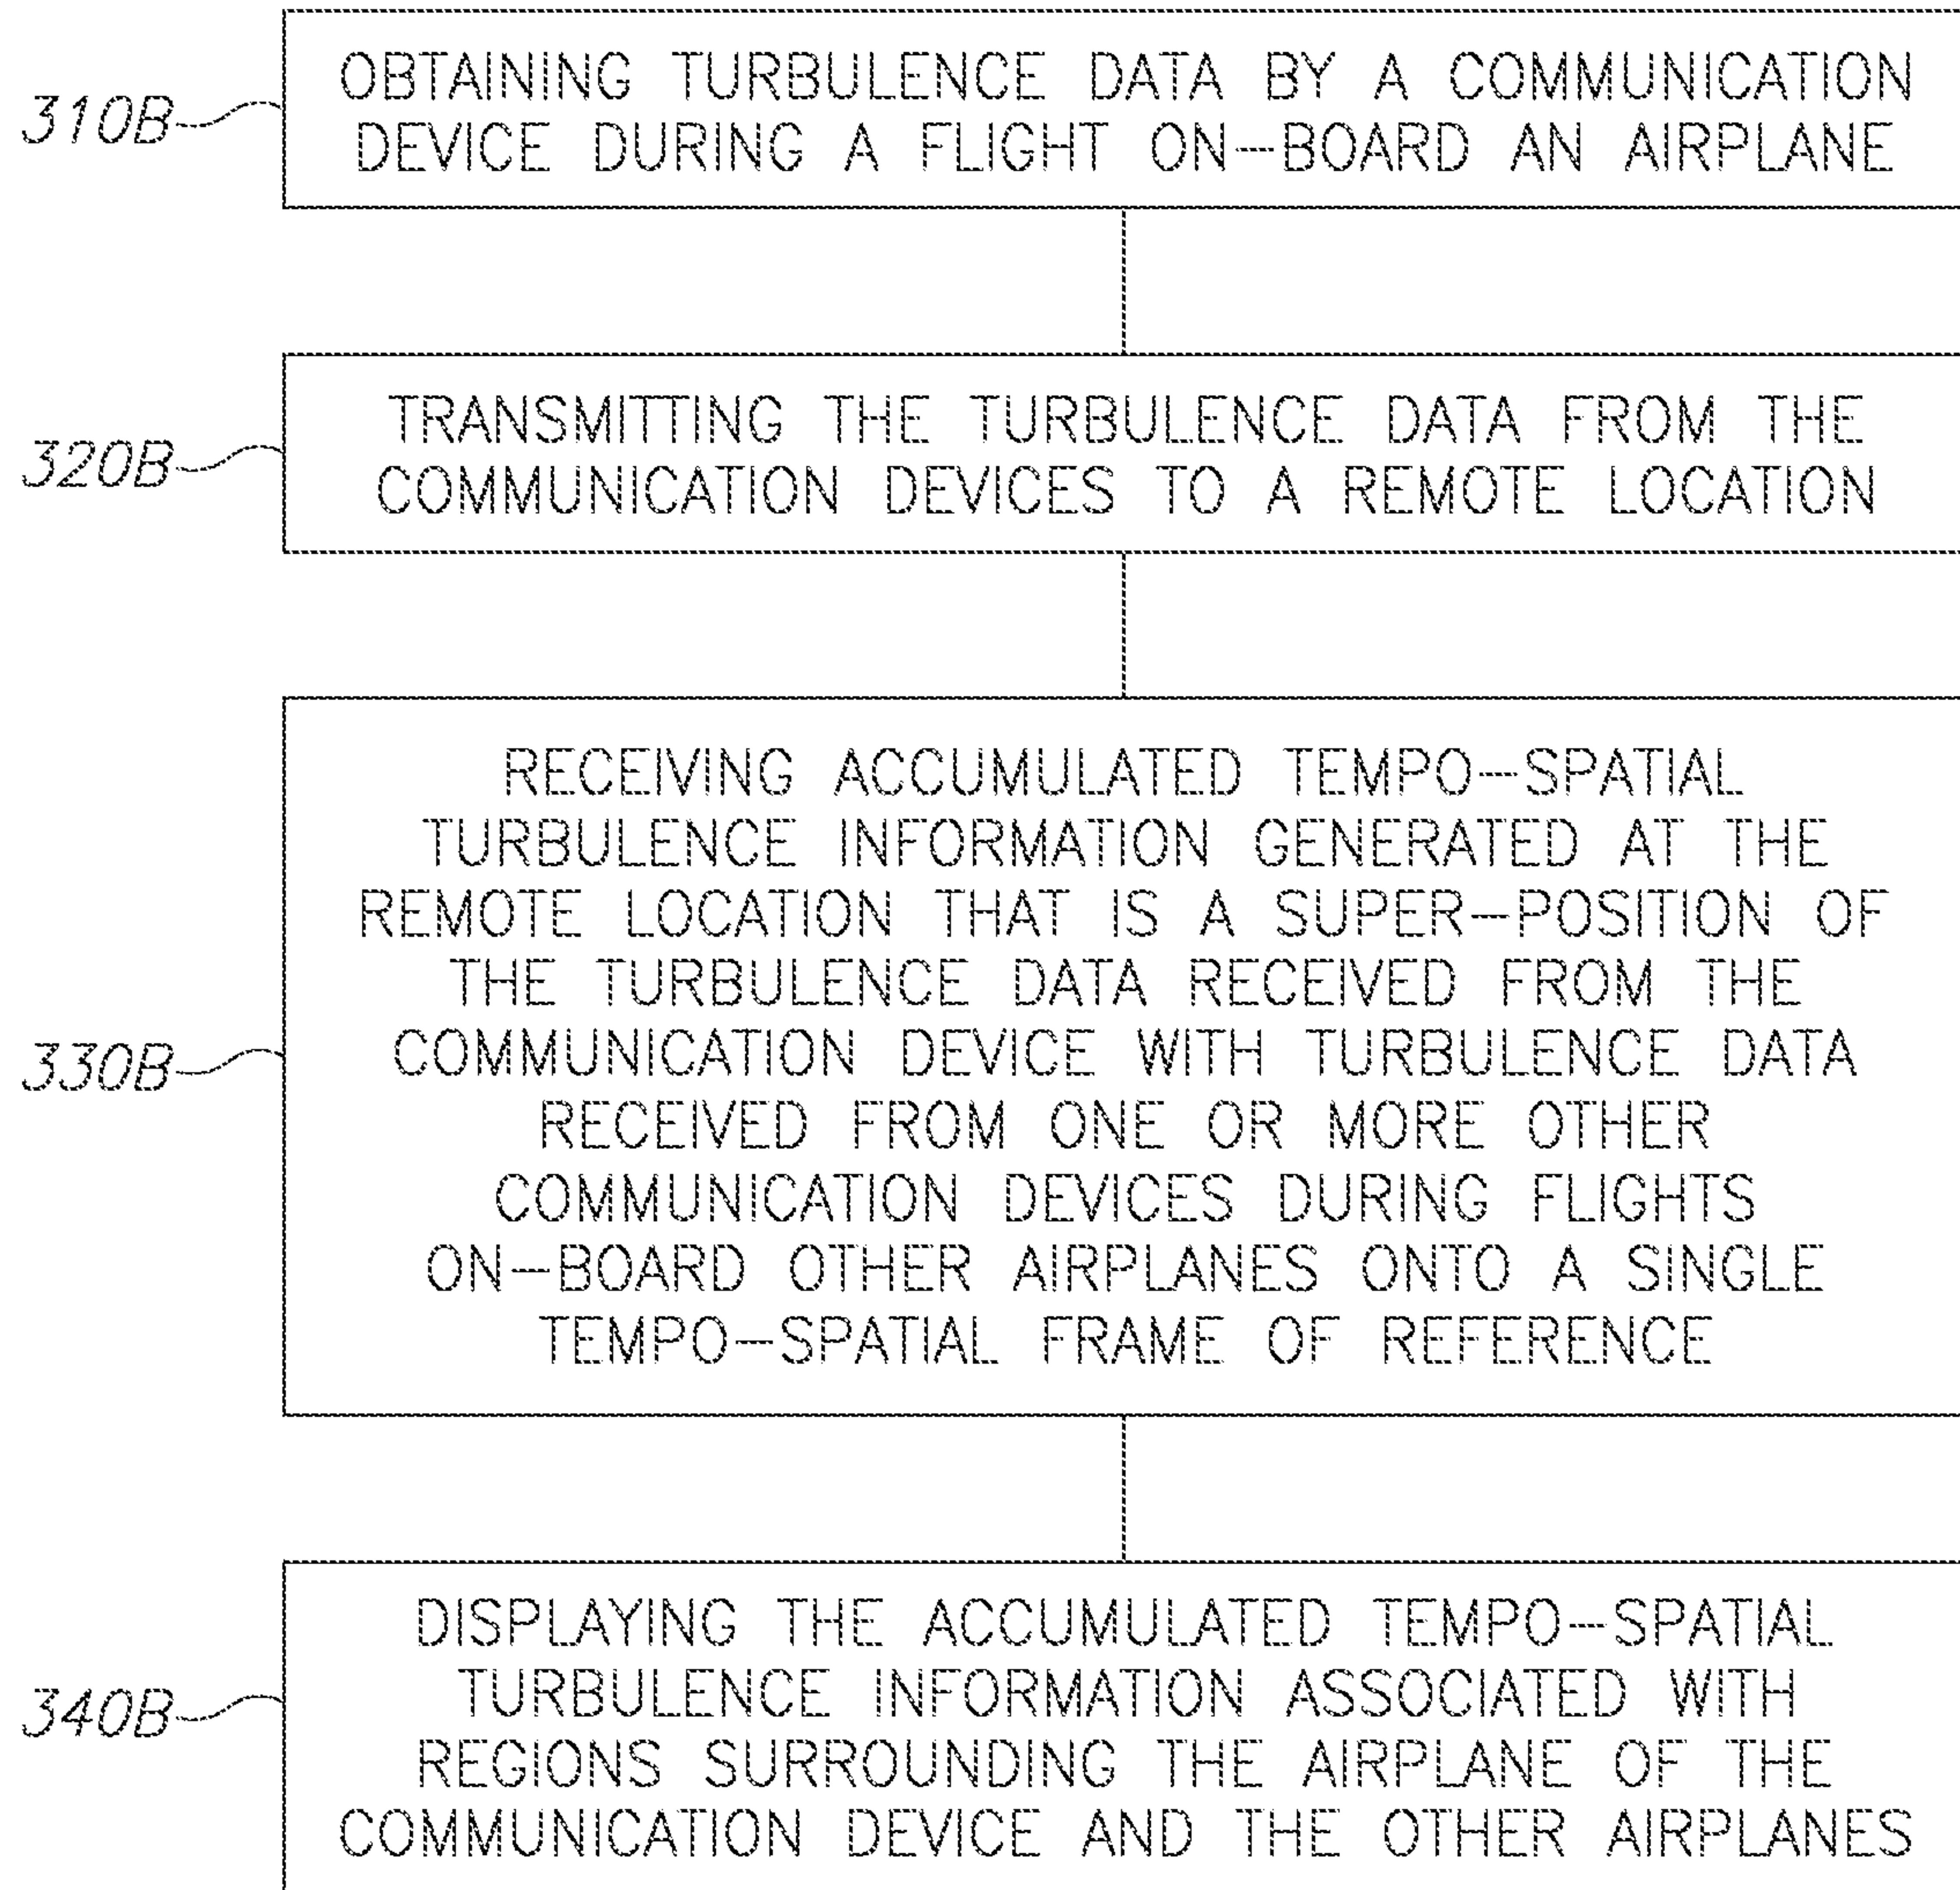 310B
OBTAINING TURBULENCE DATA BY A COMMUNICATION
DEVICE DURING A FLIGHT ON-BOARD AN AIRPLANE
320B
TRANSMITTING THE TURBULENCE DATA FROM THE
COMMUNICATION DEVICES TO A REMOTE LOCATION
330B
RECEIVING ACCUMULATED TEMPO-SPATIAL
TURBULENCE INFORMATION GENERATED AT THE
REMOTE LOCATION THAT IS A SUPER-POSITION OF
THE TURBULENCE DATA RECEIVED FROM THE
COMMUNICATION DEVICE WITH TURBULENCE DATA
RECEIVED FROM ONE OR MORE OTHER
COMMUNICATION DEVICES DURING FLIGHTS
ON-BOARD OTHER AIRPLANES ONTO A SINGLE
TEMPO-SPATIAL FRAME OF REFERENCE
340B
DISPLAYING THE ACCUMULATED TEMPO-SPATIAL
TURBULENCE INFORMATION ASSOCIATED WITH
REGIONS SURROUNDING THE AIRPLANE OF THE
COMMUNICATION DEVICE AND THE OTHER AIRPLANES